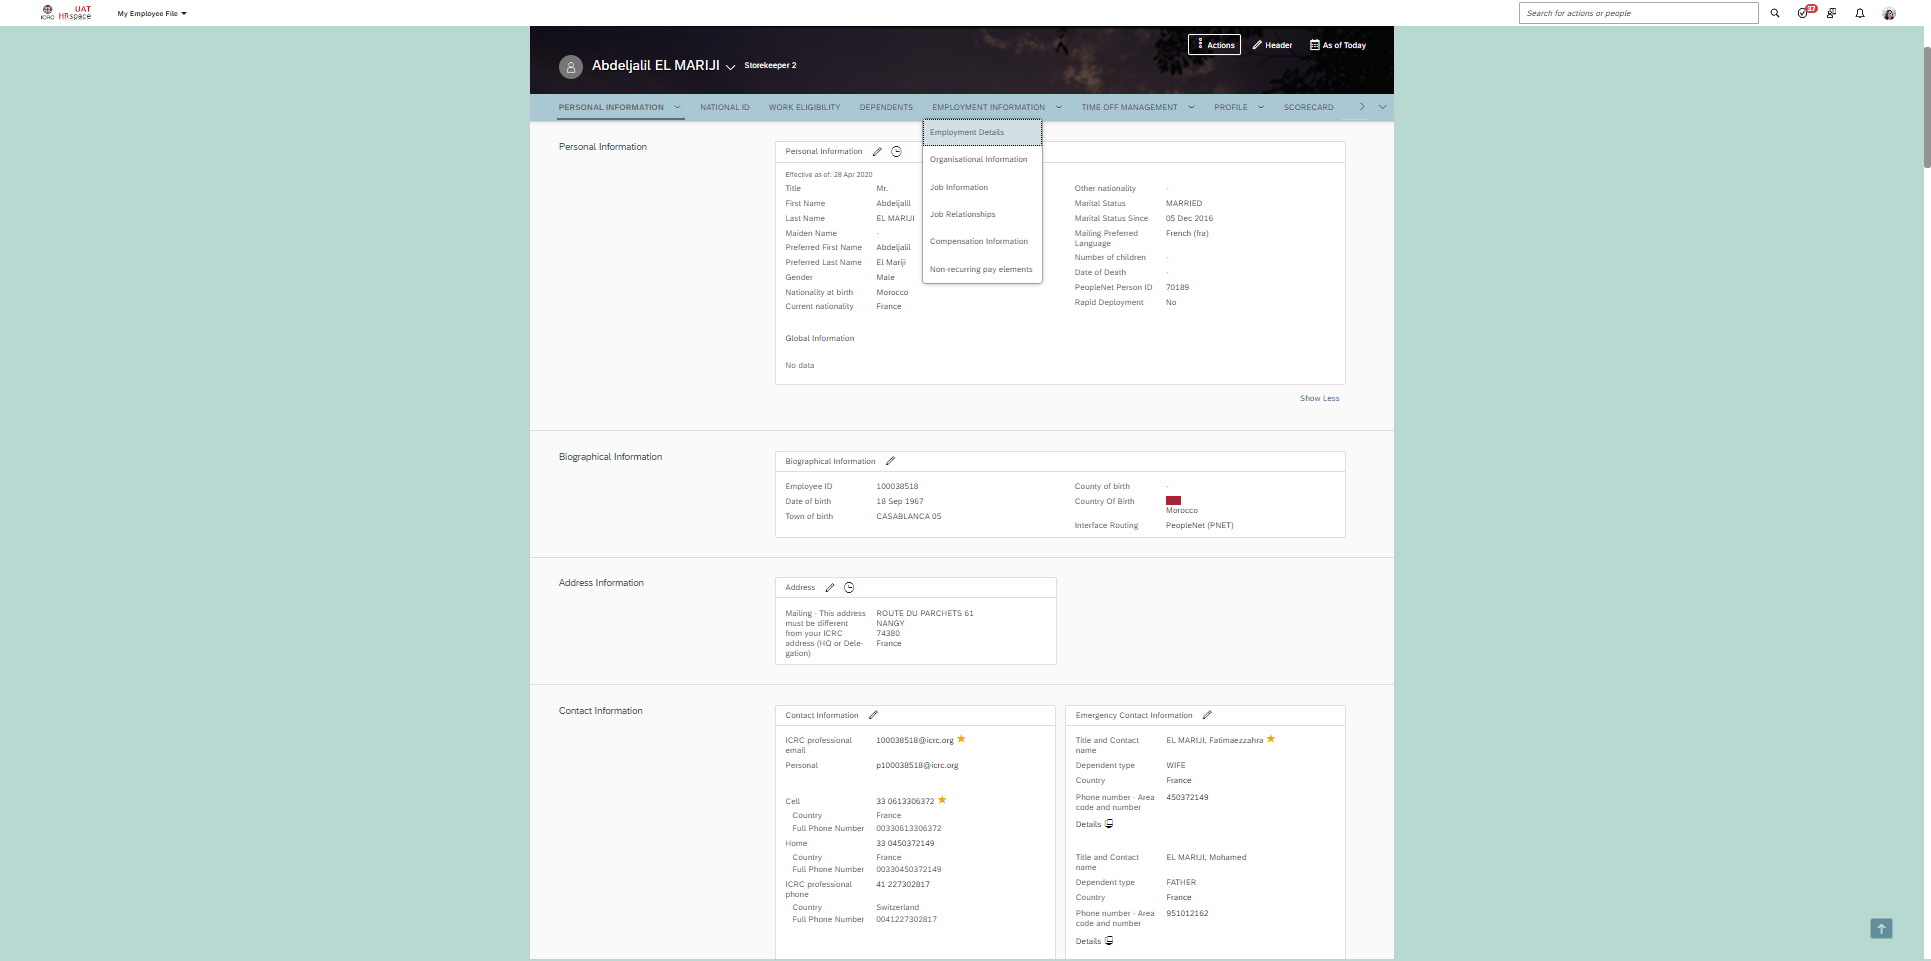 ICRC
UAT
HRspace
My Employee File
Search for actions or people
37
Actions
Header
As of Today
Abdeljalil EL MARIJI
Storekeeper 2
PERSONAL INFORMATION
NATIONAL ID
WORK ELIGIBILITY
DEPENDENTS
EMPLOYMENT INFORMATION
TIME OFF MANAGEMENT
PROFILE
SCORECARD
Employment Details
Organisational Information
Job Information
Job Relationships
Compensation Information
Non-recurring pay elements
Personal Information
Personal Information
Effective as of: 28 Apr 2020
Title Mr.
First Name Abdeljalil
Last Name EL MARIJI
Maiden Name -
Preferred First Name Abdeljalil
Preferred Last Name El Mariji
Gender Male
Nationality at birth Morocco
Current nationality France
Other nationality -
Marital Status MARRIED
Marital Status Since 05 Dec 2016
Mailing Preferred French (fra)
Language
Number of children -
Date of Death -
PeopleNet Person ID 70189
Rapid Deployment No
Global Information
No data
Show Less
Biographical Information
Biographical Information
Employee ID 100038518
Date of birth 18 Sep 1967
Town of birth CASABLANCA 05
County of birth -
Country Of Birth
Morocco
Interface Routing PeopleNet (PNET)
Address Information
Address
Mailing - This address ROUTE DU PARCHETS 61
must be different NANGY
from your ICRC 74380
address (HQ or Dele- France
gation)
Contact Information
Contact Information
ICRC professional 100038518@icrc.org
email
Personal p100038518@icrc.org
Cell 33 0613306372
Country France
Full Phone Number 00330613306372
Home 33 0450372149
Country France
Full Phone Number 00330450372149
ICRC professional 41 227302817
phone
Country Switzerland
Full Phone Number 0041227302817
Emergency Contact Information
Title and Contact EL MARIJI, Fatimaezzahra
name
Dependent type WIFE
Country France
Phone number - Area 450372149
code and number
Details
Title and Contact EL MARIJI, Mohamed
name
Dependent type FATHER
Country France
Phone number - Area 951012162
code and number
Details